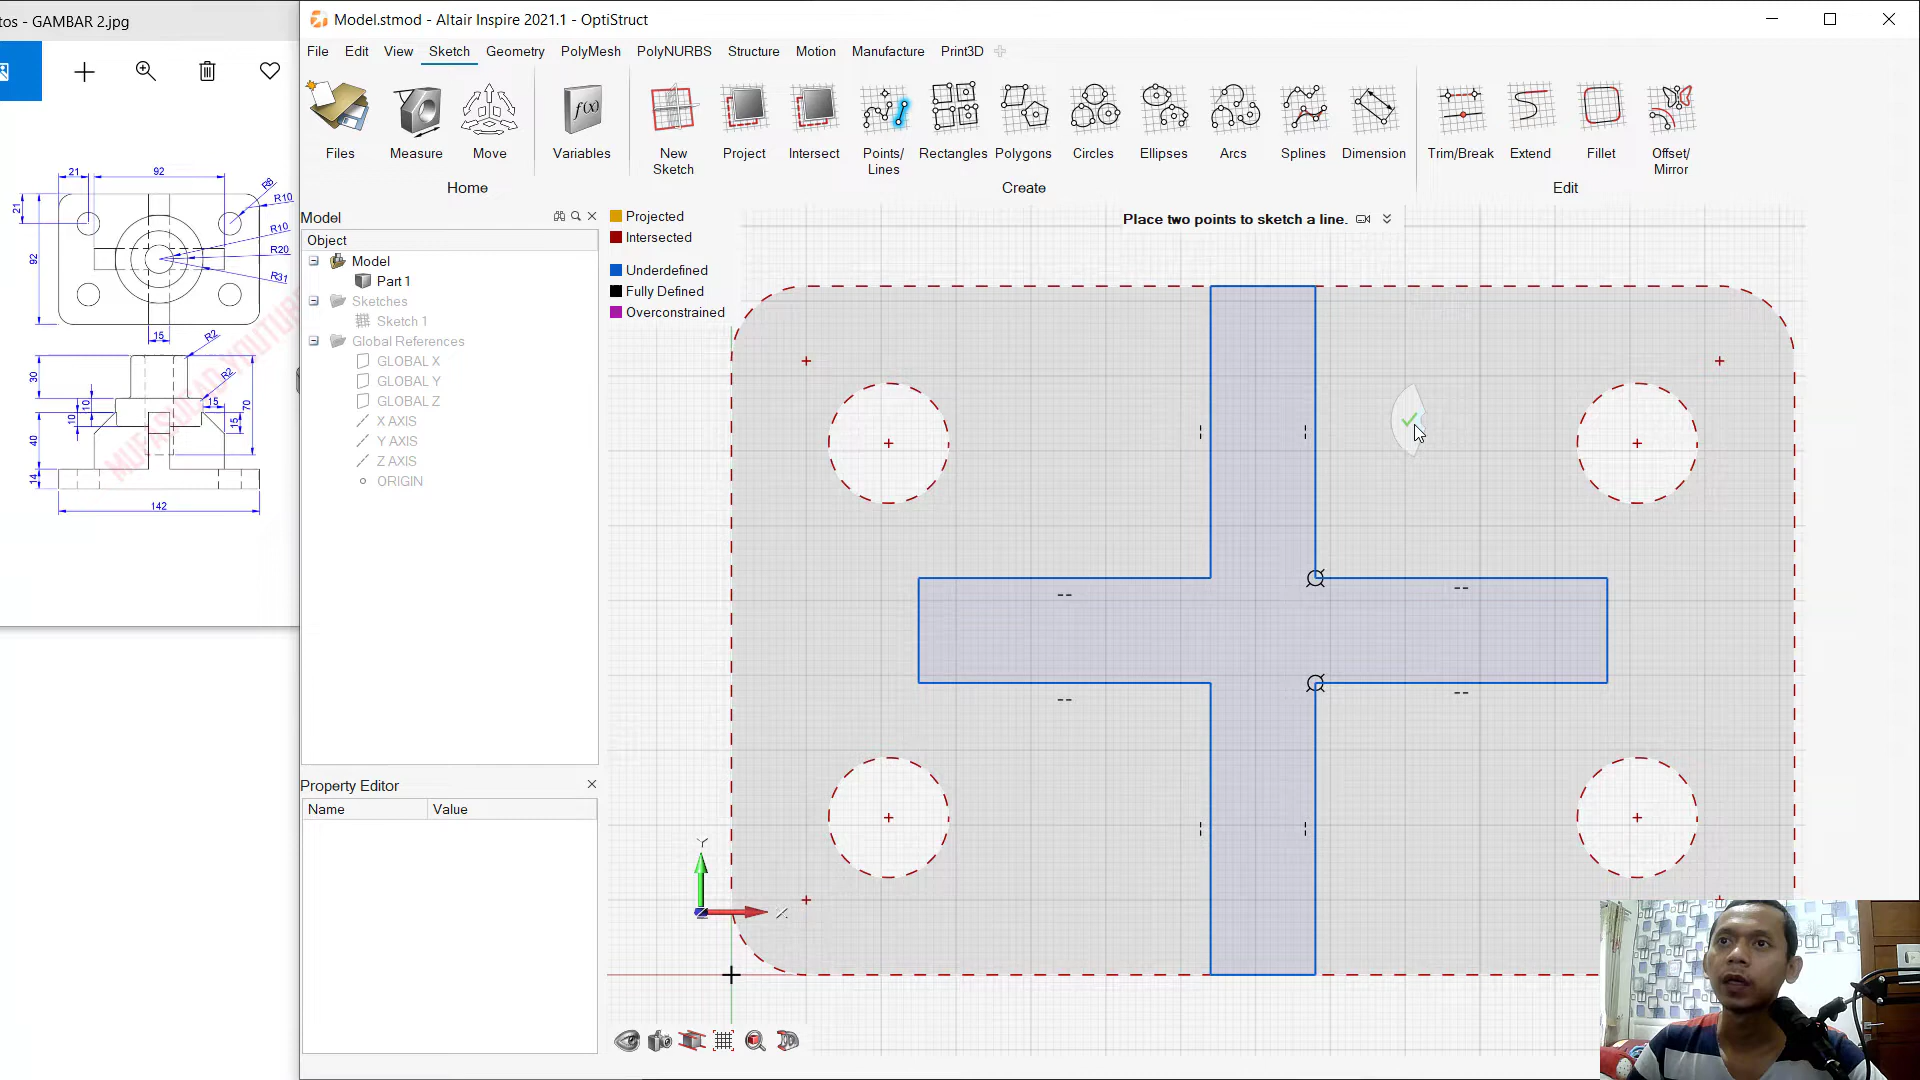 tos - GAMBAR 2.jpg
Model.stmod - Altair Inspire 2021.1 - OptiStruct
File Edit View Sketch Geometry PolyMesh PolyNURBS Structure Motion Manufacture Print3D
Files Measure Move Variables New Sketch Project Intersect Points/ Lines Rectangles Polygons Circles Ellipses Arcs Splines Dimension Trim/Break Extend Fillet Offset/ Mirror
Home Create Edit
Model
Object
Model
Part 1
Sketches
Sketch 1
Global References
GLOBAL X
GLOBAL Y
GLOBAL Z
X AXIS
Y AXIS
Z AXIS
ORIGIN
Property Editor
Name Value
Projected
Intersected
Underdefined
Fully Defined
Overconstrained
Place two points to sketch a line.
Y
X
21 92 R8
R10
21
R10
92 R20
R31
15
R2
30
R2
10 15 70
10 15
40
14
142
MUFASUCAD YOUTUBE